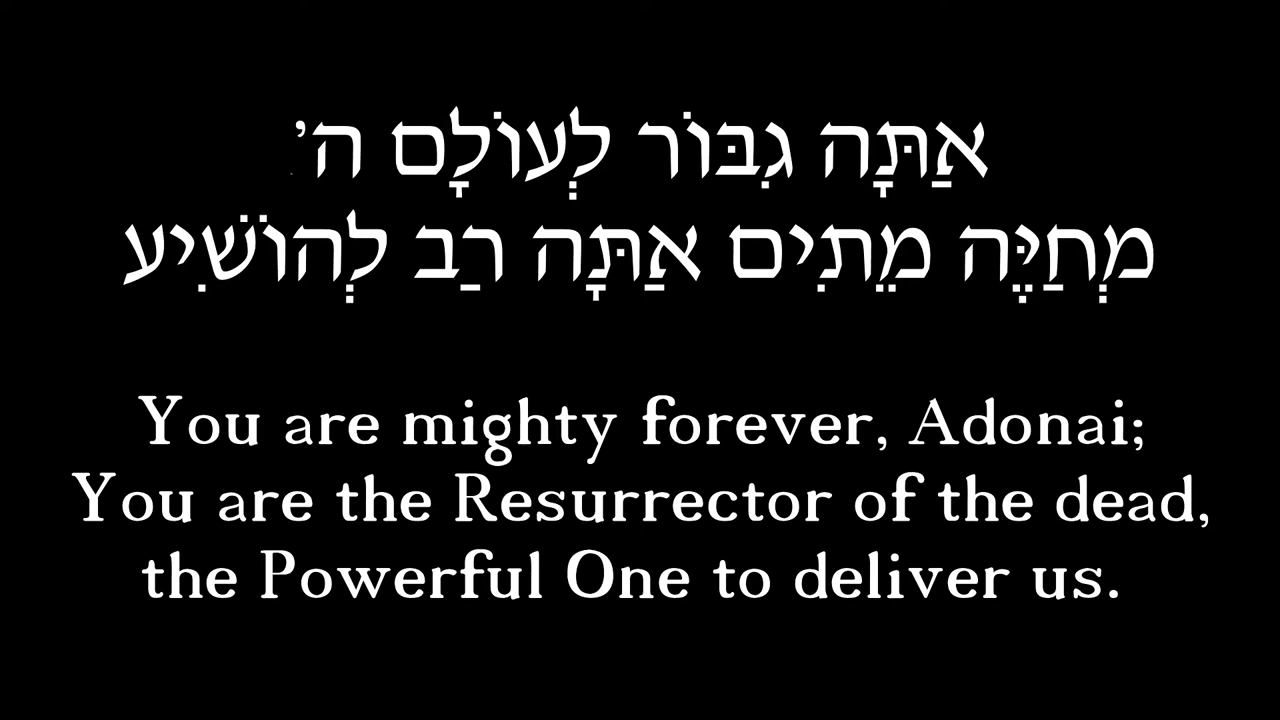 אַתָּה גִּבּוֹר לְעוֹלָם ה'
מְחַיֶּה מֵתִים אַתָּה רַב לְהוֹשִׁיעַ
You are mighty forever, Adonai;
You are the Resurrector of the dead,
the Powerful One to deliver us.